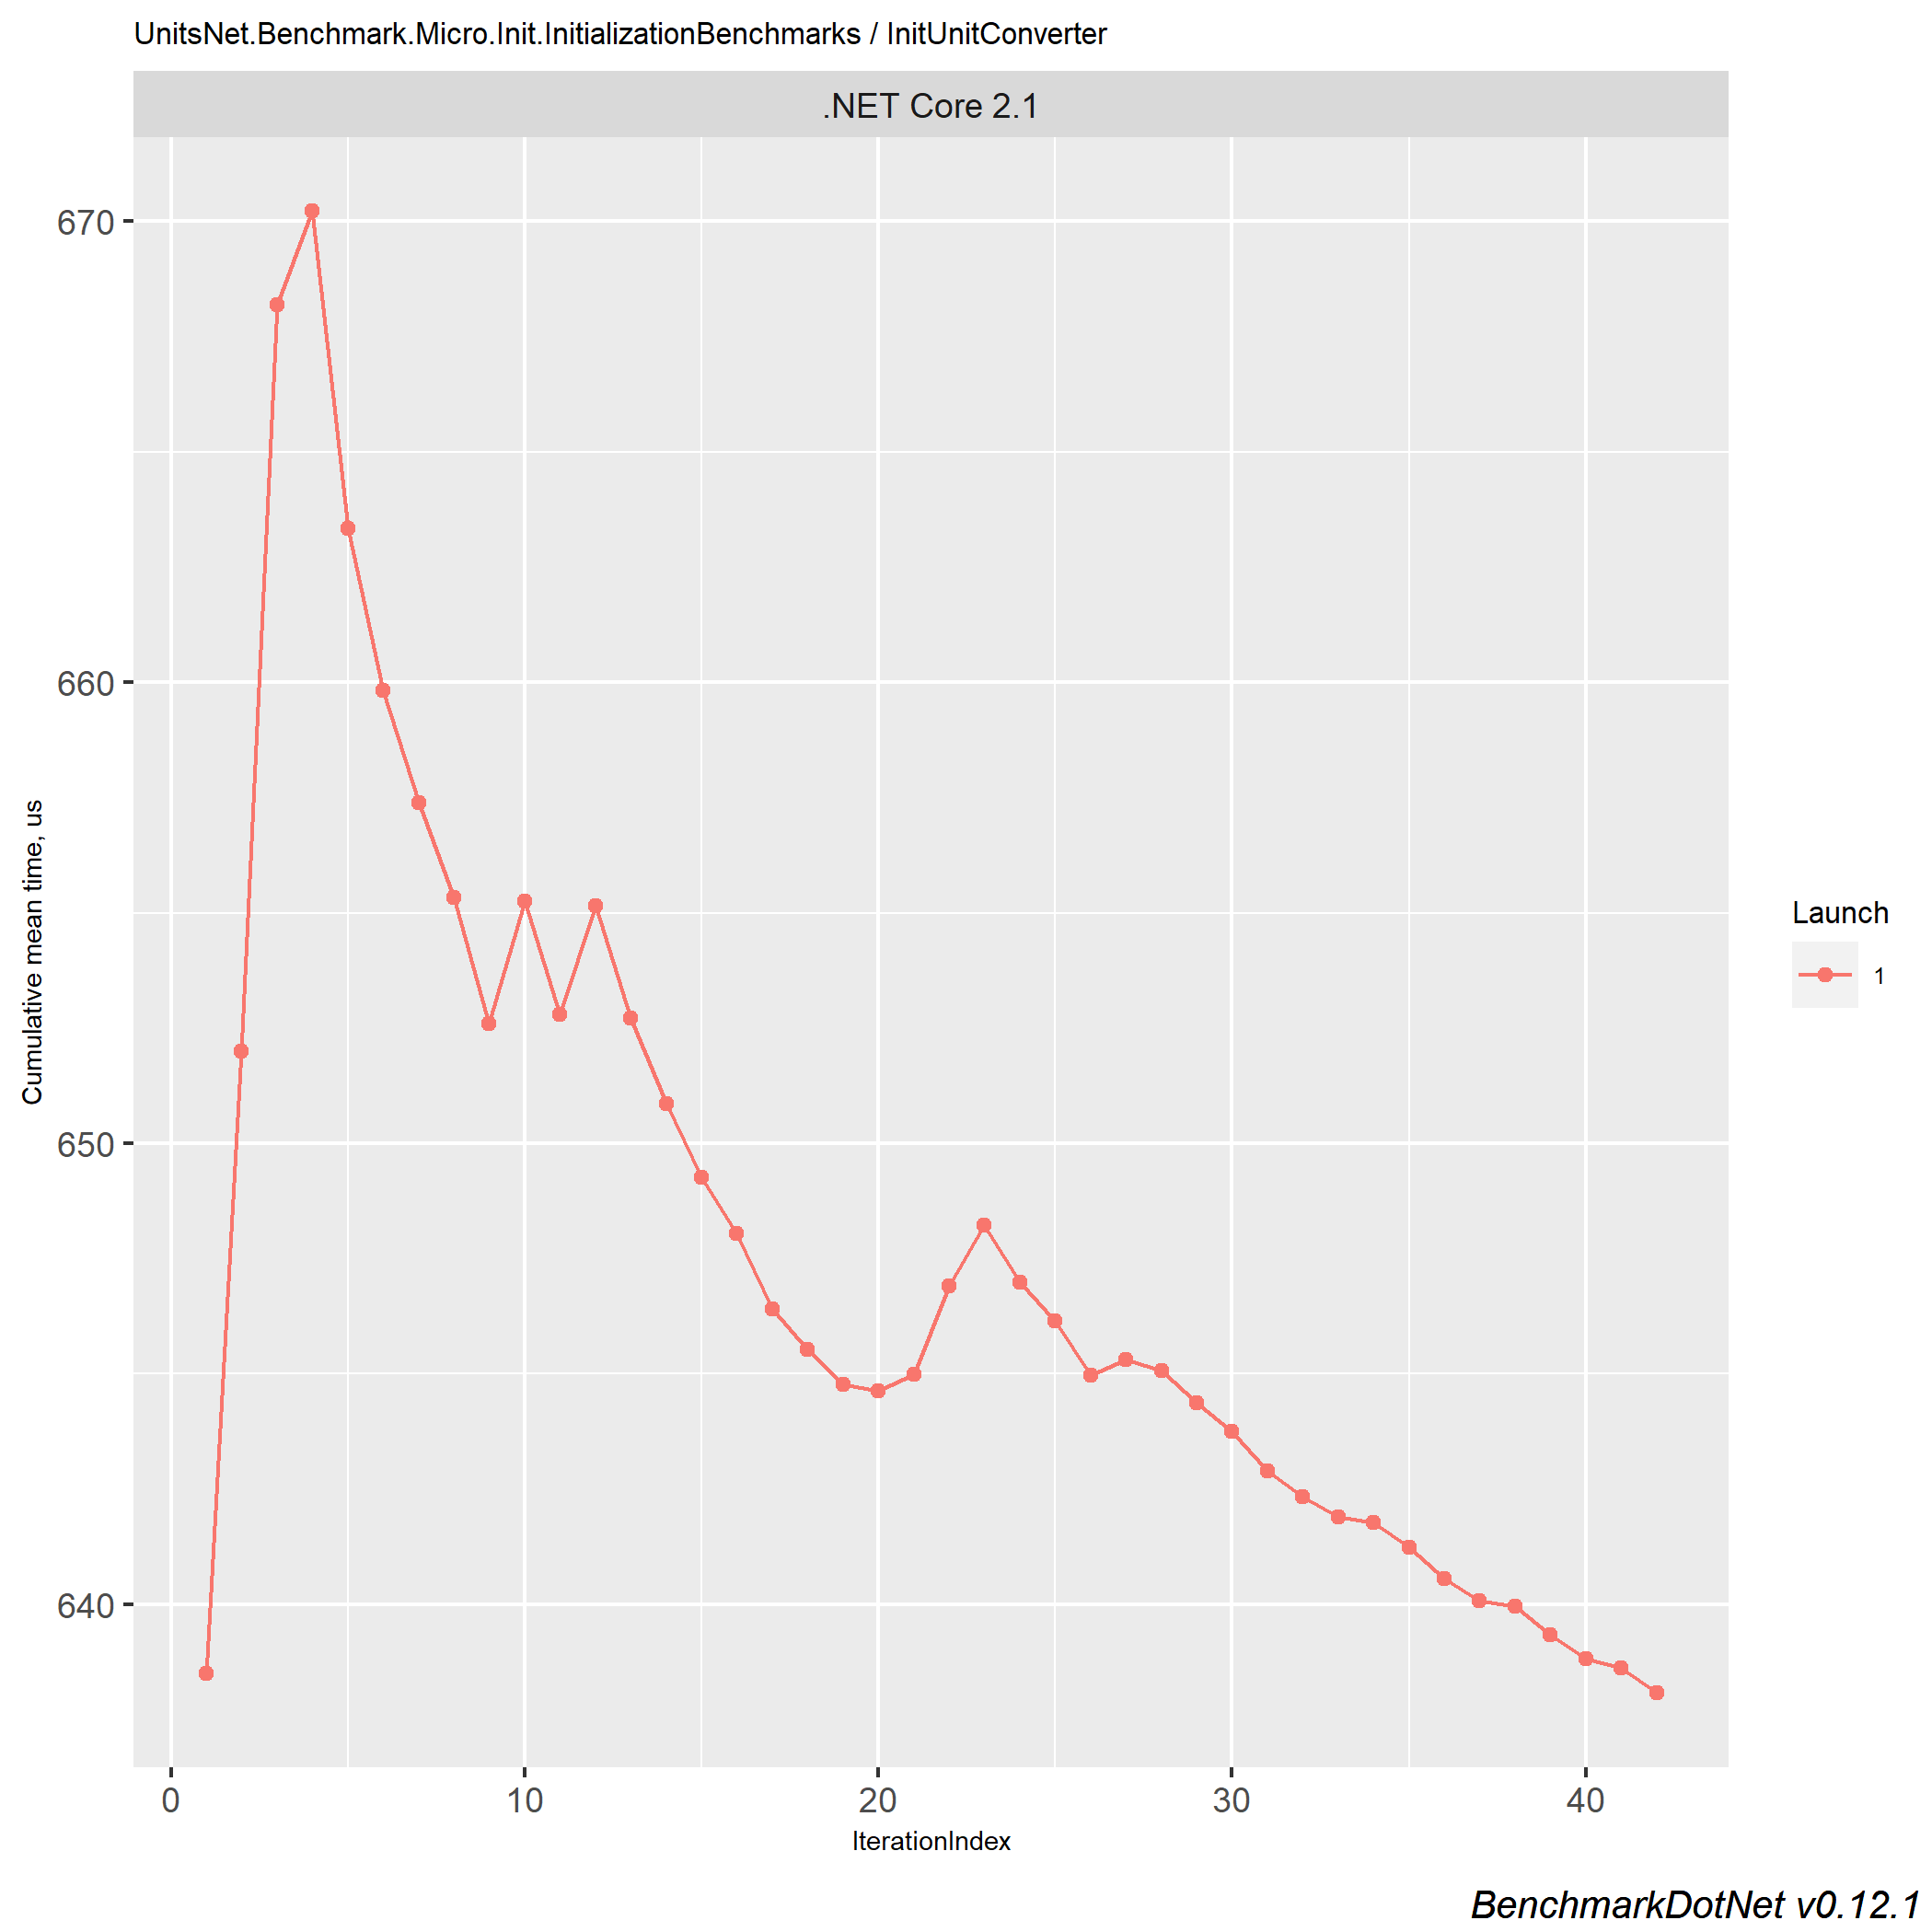 UnitsNet.Benchmark.Micro.Init.InitializationBenchmarks / InitUnitConverter
.NET Core 2.1
670
660
650
640
Cumulative mean time, us
0 10 20 30 40
IterationIndex
Launch
1
BenchmarkDotNet v0.12.1